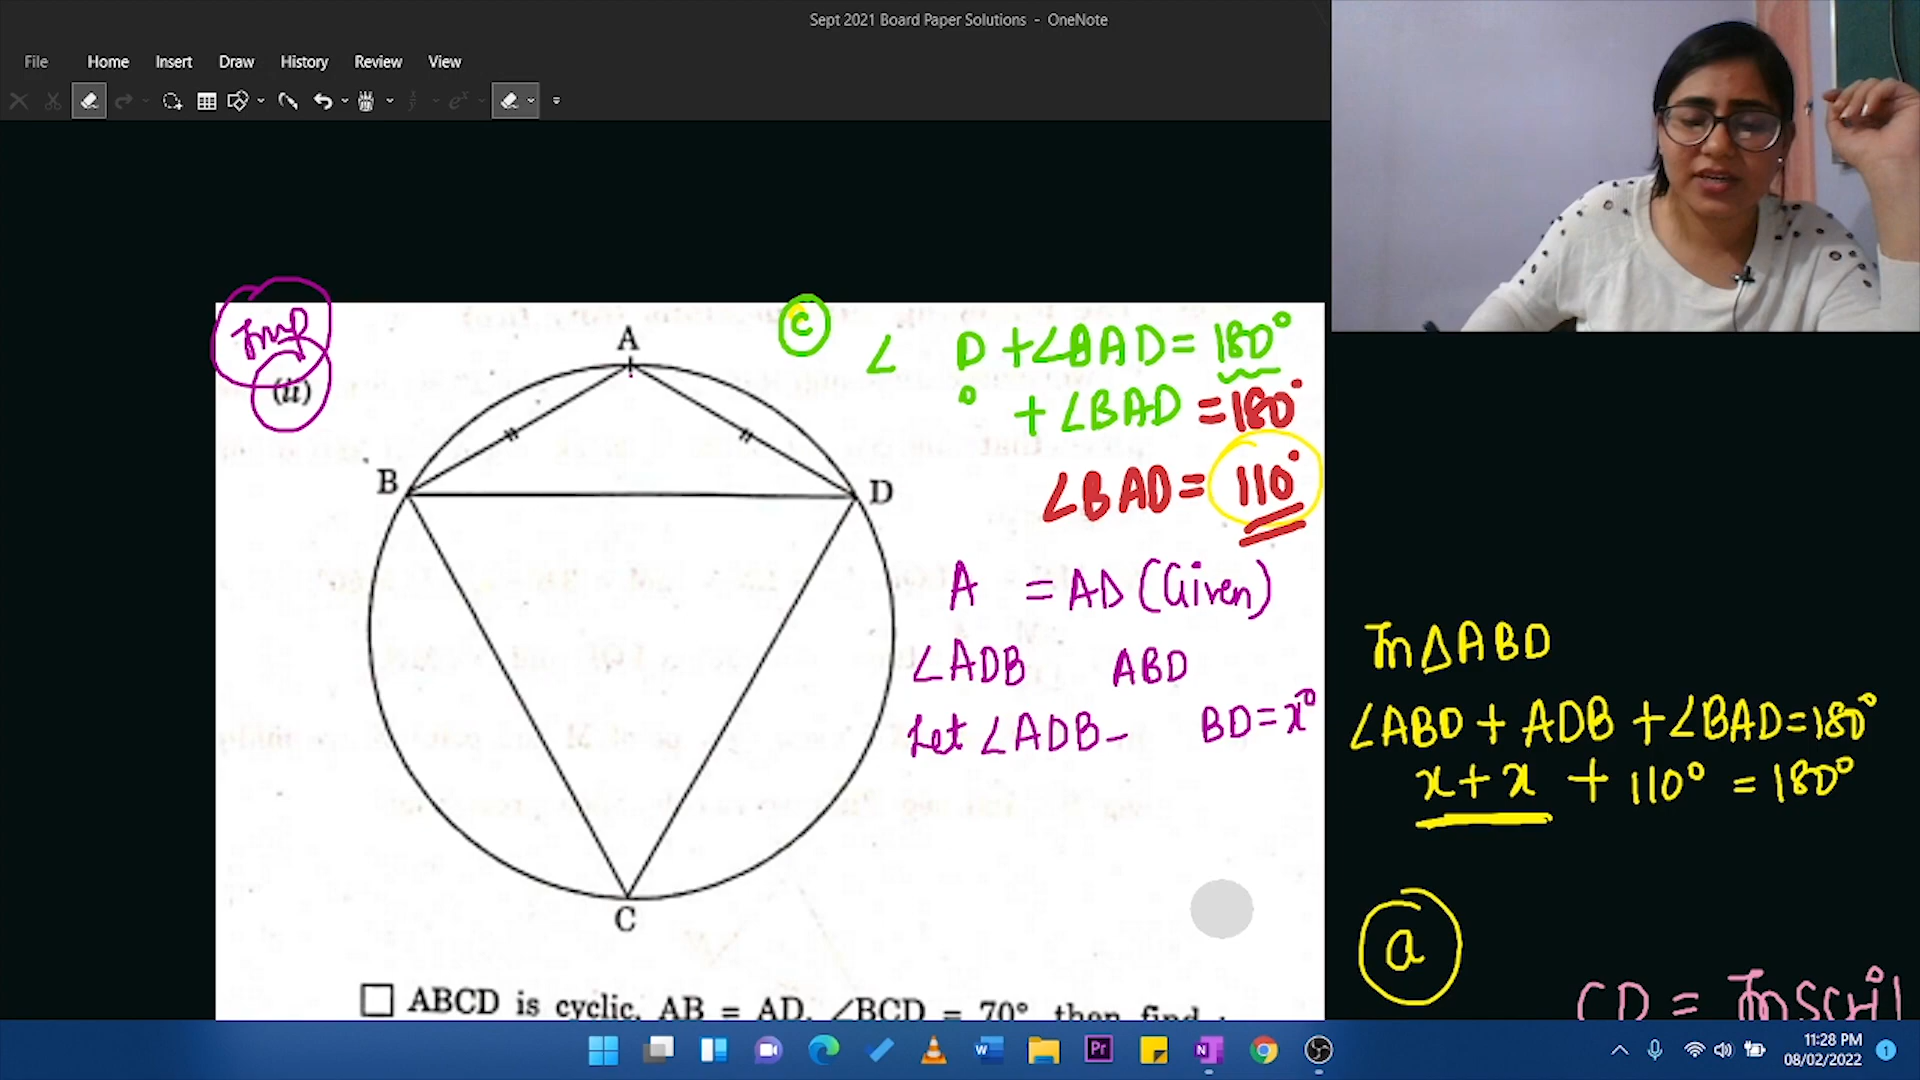 Sept 2021 Board Paper Solutions - OneNote
File Home Insert Draw History Review View
Imp
(ii)
A
B
D
C
C
∠ D + ∠BAD = 180°
° + ∠BAD = 180°
∠BAD = 110°
A = AD (Given)
∠ADB ABD
Let ∠ADB - BD = x°
In △ABD
∠ABD + ADB + ∠BAD = 180°
x + x + 110° = 180°
a
□ ABCD is cyclic, AB = AD, ∠BCD = 70° then find :
11:28 PM
08/02/2022
1